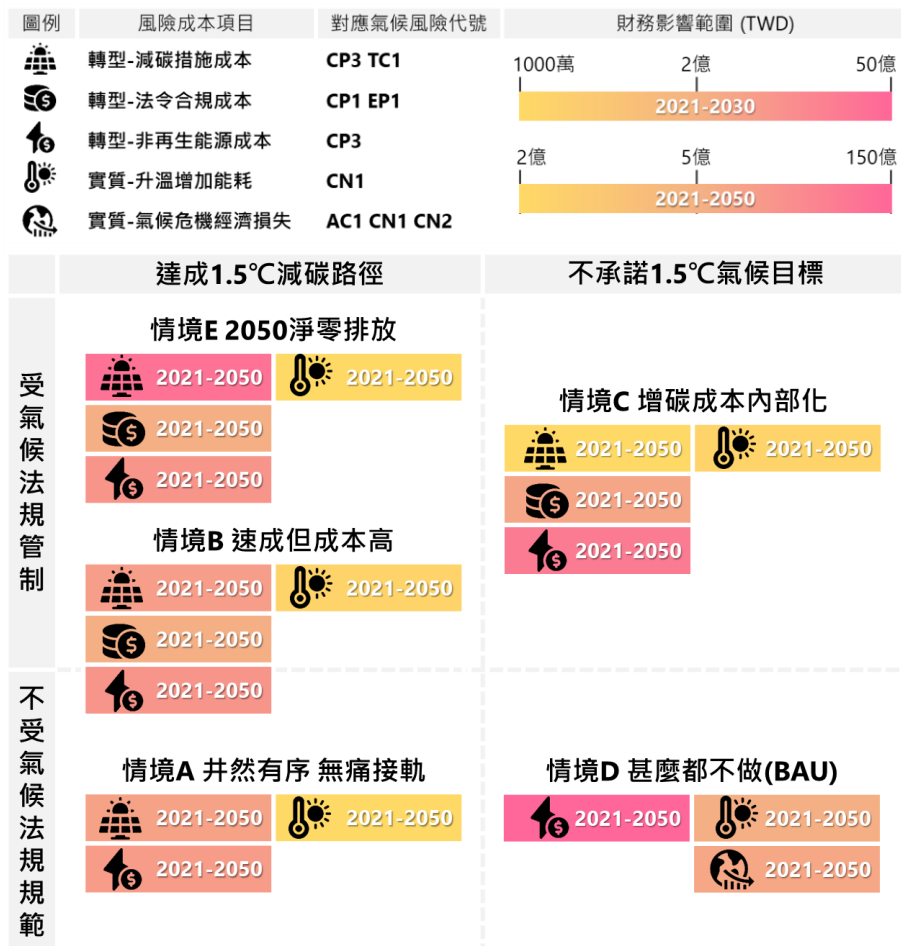 圖例 風險成本項目 對應氣候風險代號 財務影響範圍 (TWD)
轉型-減碳措施成本 CP3 TC1
轉型-法令合規成本 CP1 EP1
轉型-非再生能源成本 CP3
實質-升溫增加能耗 CN1
實質-氣候危機經濟損失 AC1 CN1 CN2
1000萬 2億 50億
2021-2030
2億 5億 150億
2021-2050
達成1.5℃減碳路徑 不承諾1.5℃氣候目標
受氣候法規管制
情境E 2050淨零排放
2021-2050 2021-2050
2021-2050
2021-2050
情境B 速成但成本高
2021-2050 2021-2050
2021-2050
2021-2050
情境C 增碳成本內部化
2021-2050 2021-2050
2021-2050
2021-2050
不受氣候法規規範
情境A 井然有序 無痛接軌
2021-2050 2021-2050
2021-2050
情境D 甚麼都不做(BAU)
2021-2050 2021-2050
2021-2050